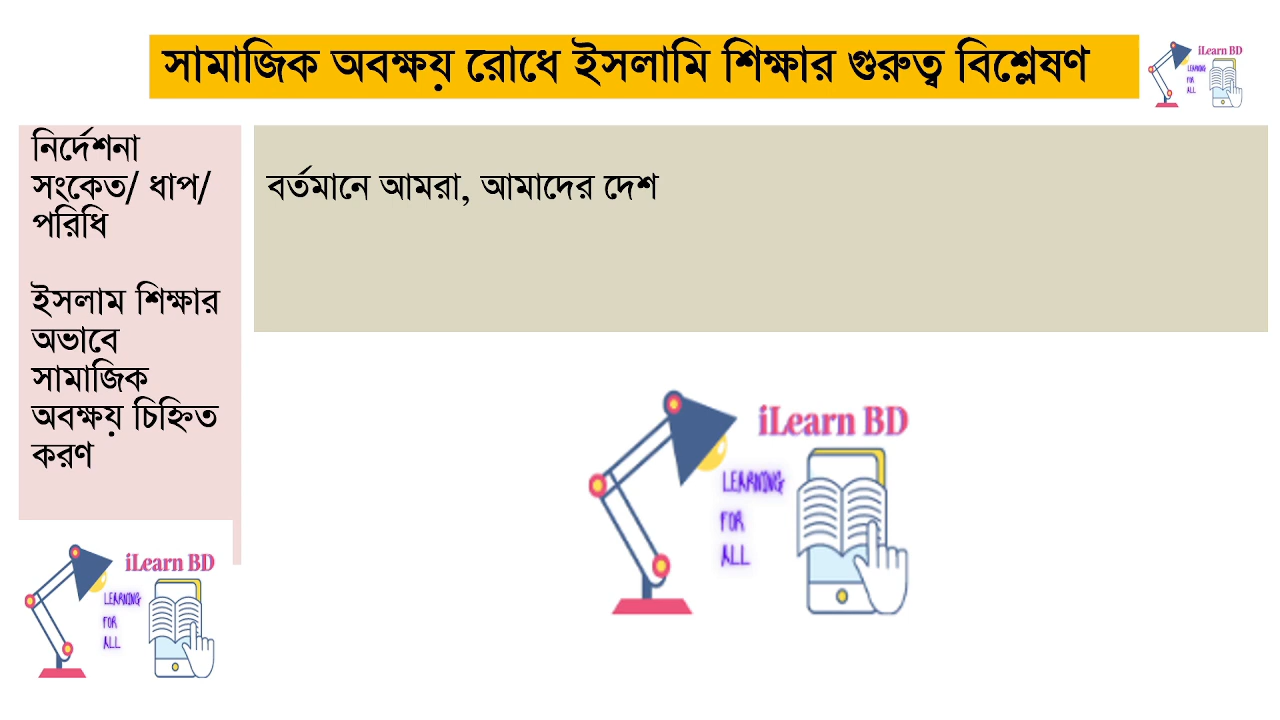 সামাজিক অবক্ষয় রোধে ইসলামি শিক্ষার গুরুত্ব বিশ্লেষণ
iLearn BD
LEARNING
FOR
ALL
নির্দেশনা
সংকেত/ ধাপ/
পরিধি
ইসলাম শিক্ষার
অভাবে
সামাজিক
অবক্ষয় চিহ্নিত
করণ
বর্তমানে আমরা, আমাদের দেশ
iLearn BD
LEARNING
FOR
ALL
iLearn BD
LEARNING
FOR
ALL